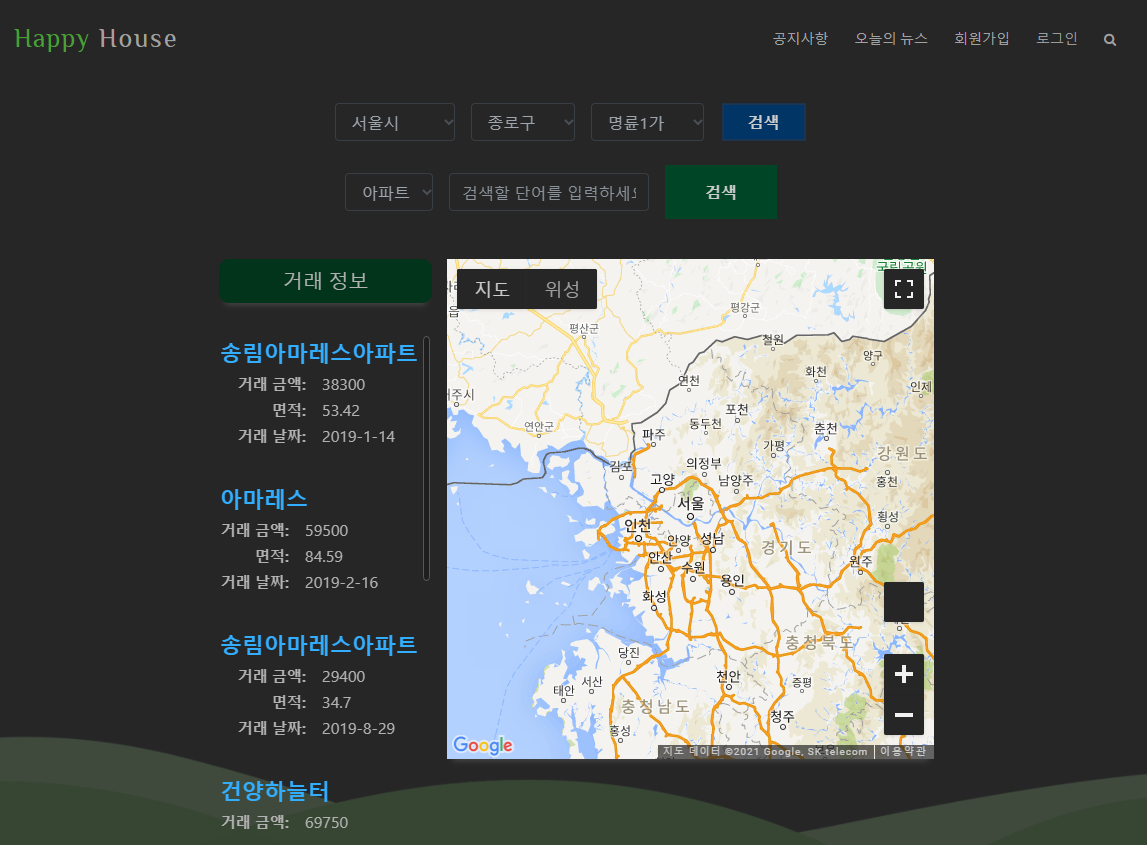 Happy House
공지사항 오늘의 뉴스 회원가입 로그인
서울시 종로구 명륜1가 검색
아파트 검색할 단어를 입력하세요 검색
거래 정보
송림아마레스아파트
거래 금액: 38300
면적: 53.42
거래 날짜: 2019-1-14
아마레스
거래 금액: 59500
면적: 84.59
거래 날짜: 2019-2-16
송림아마레스아파트
거래 금액: 29400
면적: 34.7
거래 날짜: 2019-8-29
건양하늘터
거래 금액: 69750
지도 위성
국립공원
평강군
평산군
철원
양구
화천
연천
인제
포천
연안군
동두천
춘천
파주
가평
강원도
김포
의정부
고양
남양주
홍천
서울
횡성
인천
안양 성남
경기도
안산
수원
원주
용인
화성
충청북도
당진
천안
서산
증평
태안
충청남도
청주
홍성
+
−
Google
지도 데이터 ©2021 Google, SK telecom 이용약관